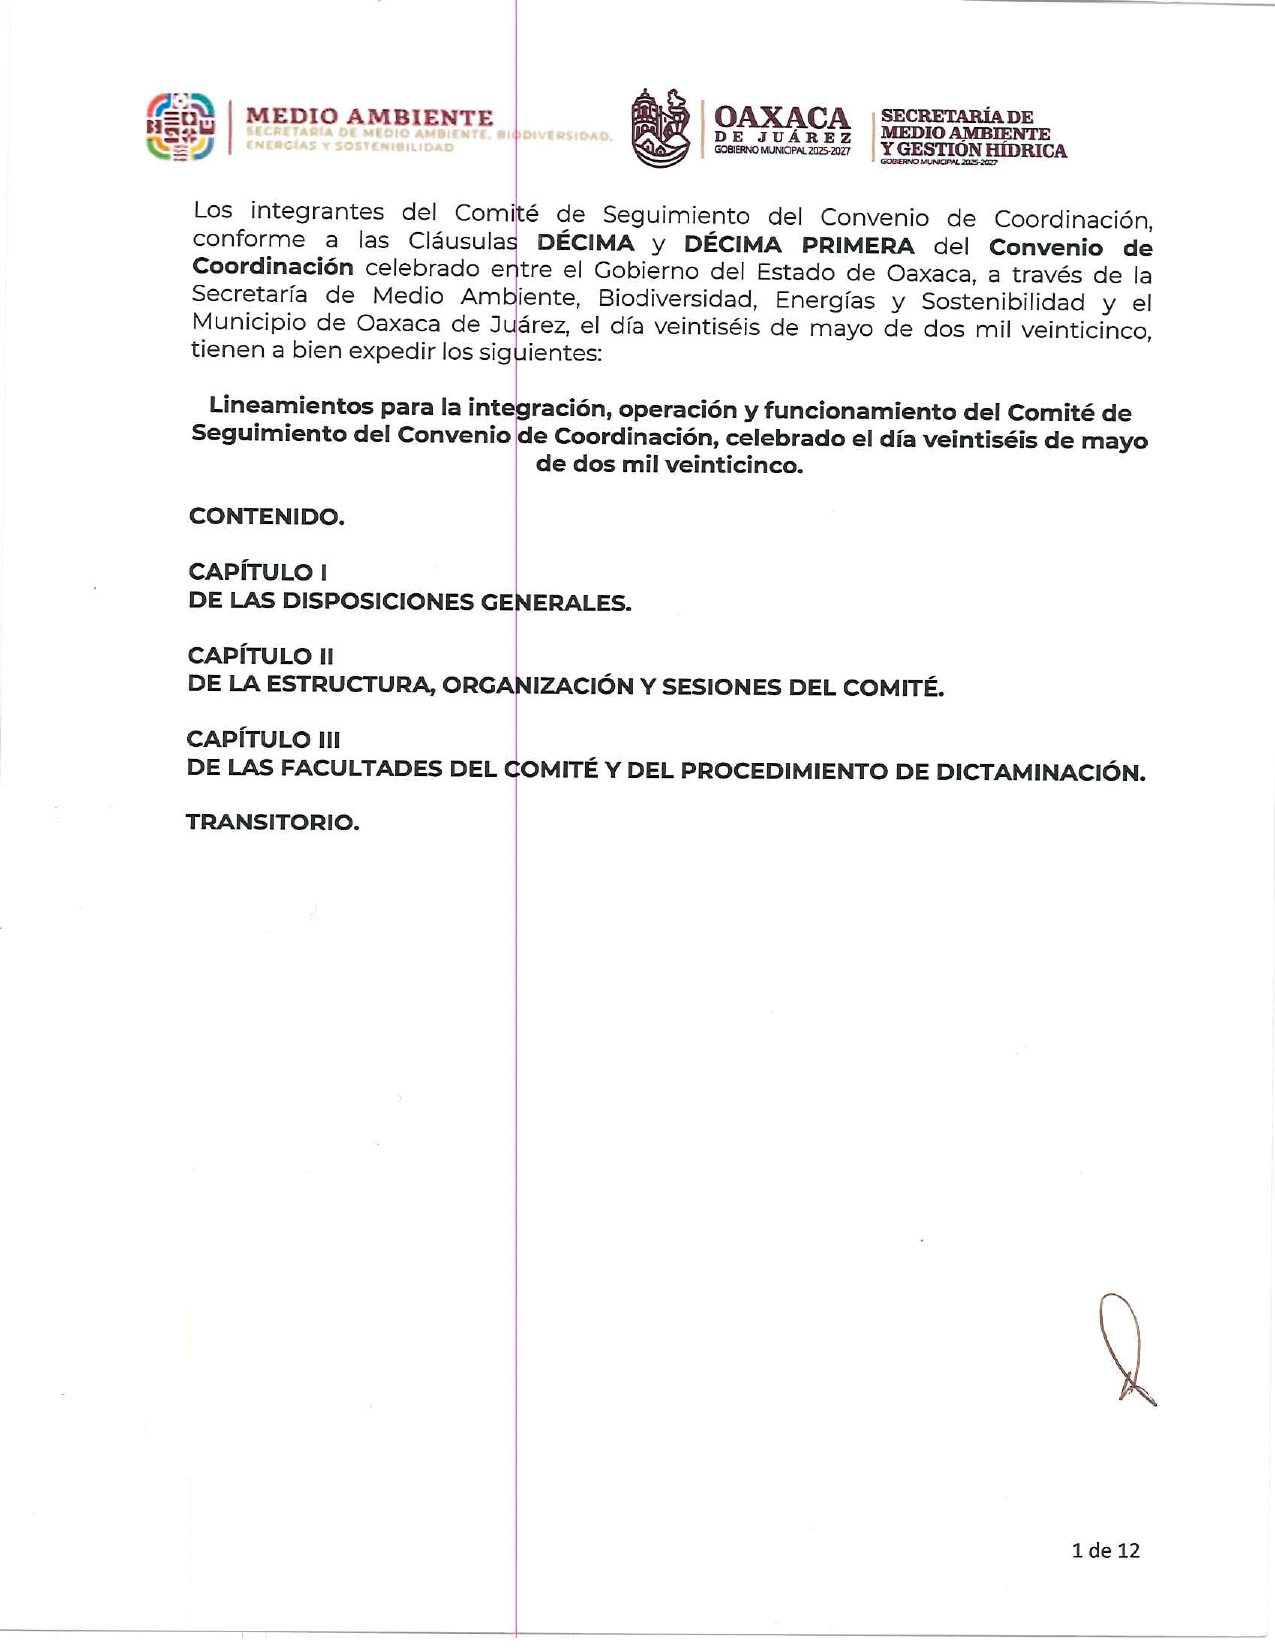 MEDIO AMBIENTE
SECRETARÍA DE MEDIO AMBIENTE, BIODIVERSIDAD,
ENERGÍAS Y SOSTENIBILIDAD
OAXACA
DE JUÁREZ
GOBIERNO MUNICIPAL 2025-2027
SECRETARÍA DE
MEDIO AMBIENTE
Y GESTIÓN HÍDRICA
GOBIERNO MUNICIPAL 2025-2027
Los integrantes del Comité de Seguimiento del Convenio de Coordinación,
conforme a las Cláusulas DÉCIMA y DÉCIMA PRIMERA del Convenio de
Coordinación celebrado entre el Gobierno del Estado de Oaxaca, a través de la
Secretaría de Medio Ambiente, Biodiversidad, Energías y Sostenibilidad y el
Municipio de Oaxaca de Juárez, el día veintiséis de mayo de dos mil veinticinco,
tienen a bien expedir los siguientes:
Lineamientos para la integración, operación y funcionamiento del Comité de
Seguimiento del Convenio de Coordinación, celebrado el día veintiséis de mayo
de dos mil veinticinco.
CONTENIDO.
CAPÍTULO I
DE LAS DISPOSICIONES GENERALES.
CAPÍTULO II
DE LA ESTRUCTURA, ORGANIZACIÓN Y SESIONES DEL COMITÉ.
CAPÍTULO III
DE LAS FACULTADES DEL COMITÉ Y DEL PROCEDIMIENTO DE DICTAMINACIÓN.
TRANSITORIO.
1 de 12